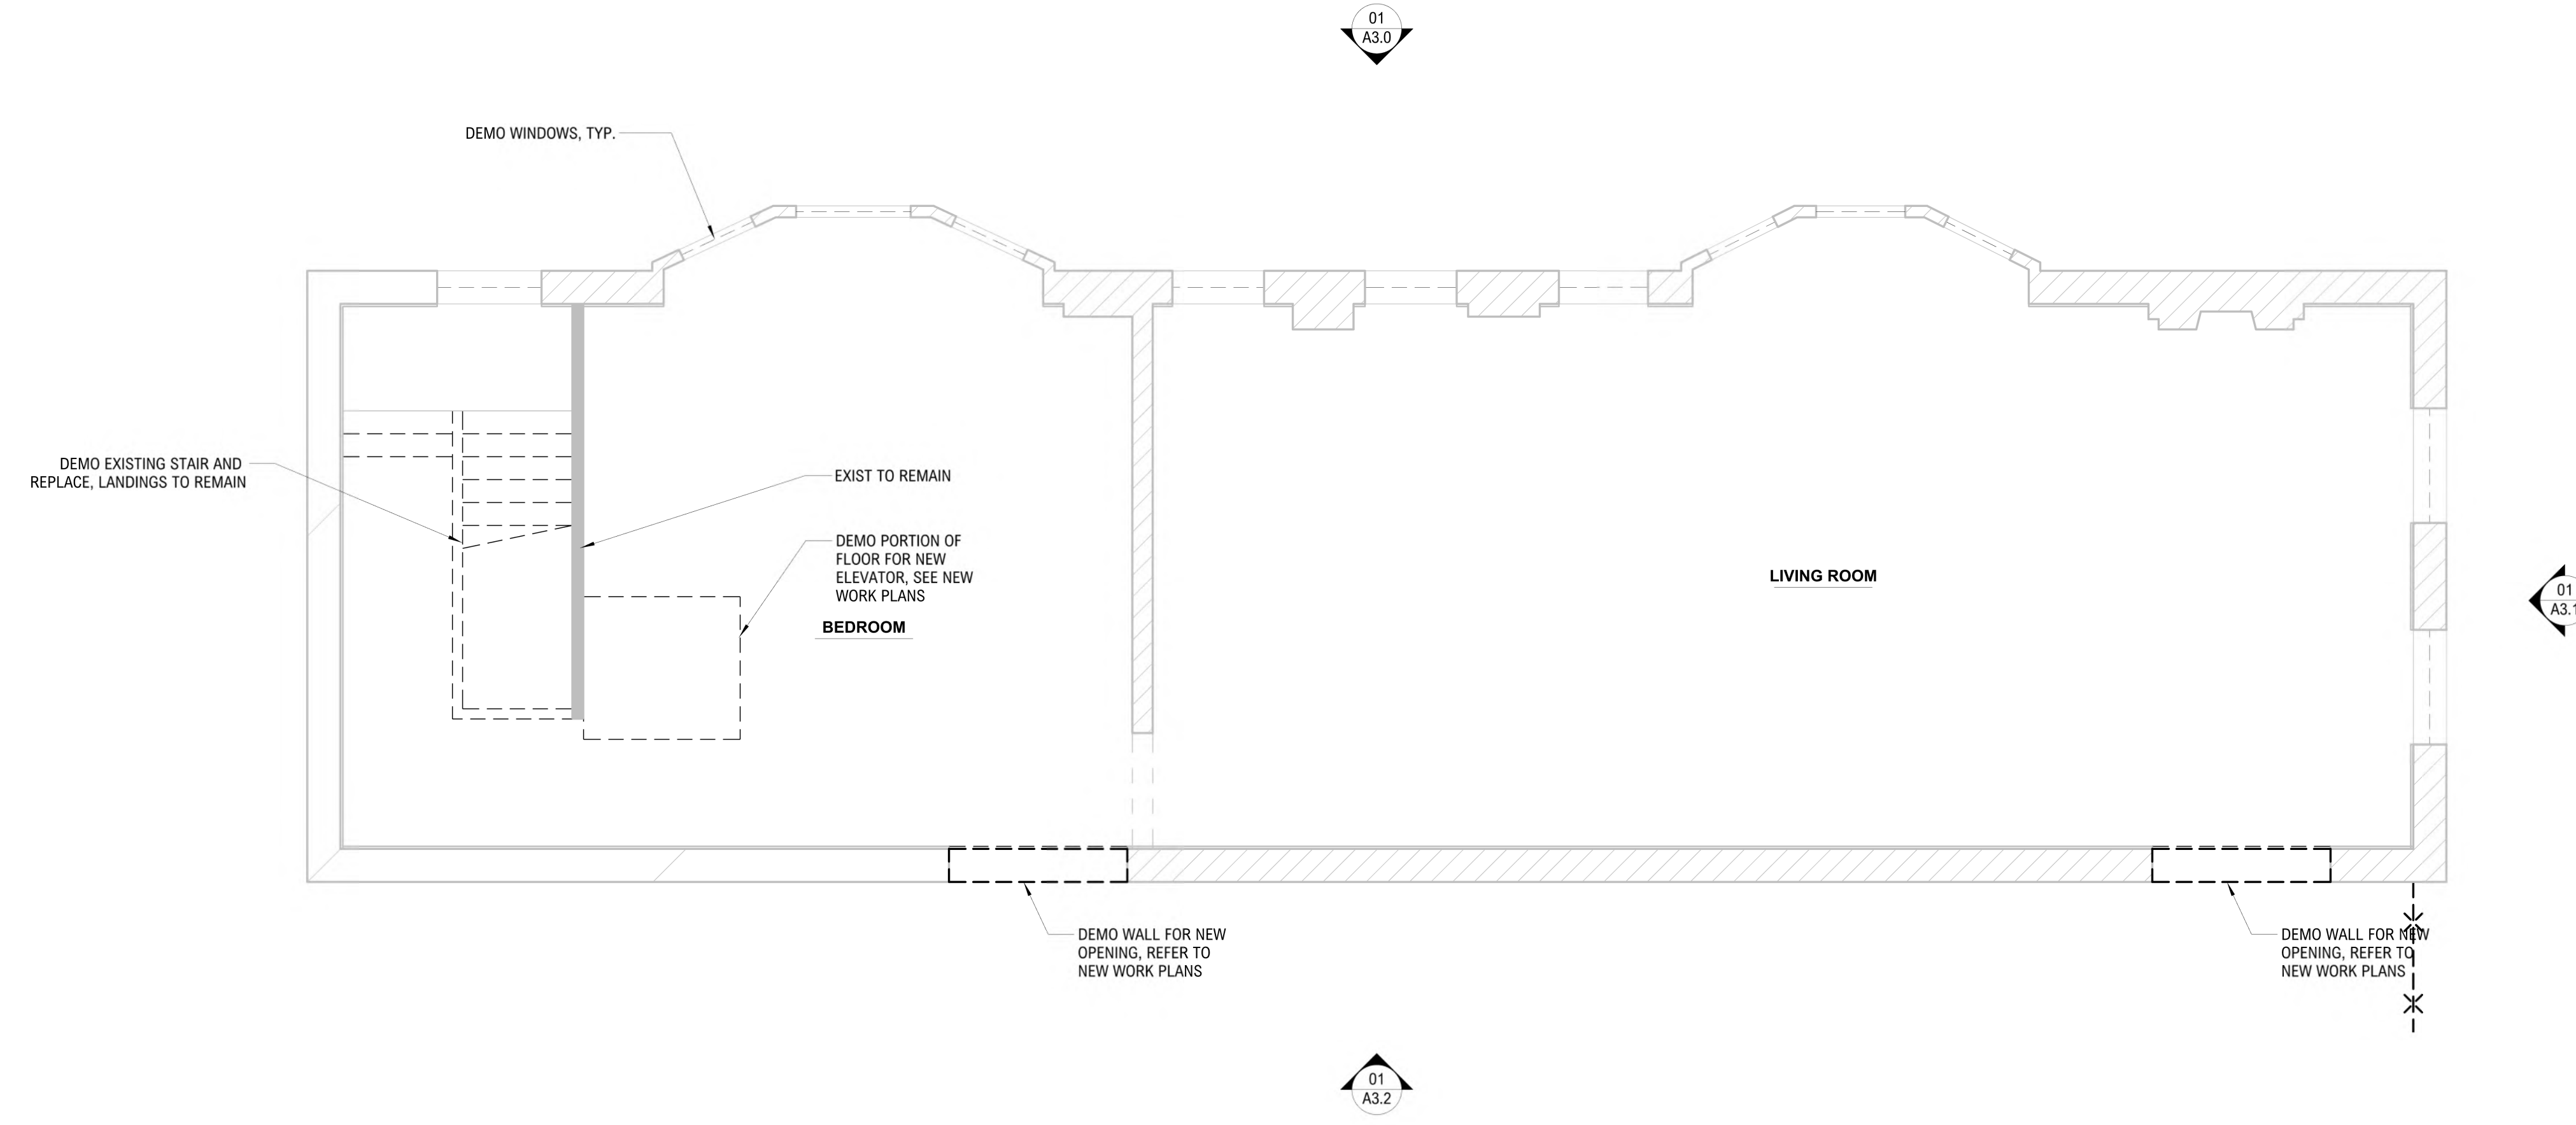 01
A3.0
DEMO WINDOWS, TYP.
DEMO EXISTING STAIR AND
REPLACE, LANDINGS TO REMAIN
EXIST TO REMAIN
DEMO PORTION OF
FLOOR FOR NEW
ELEVATOR, SEE NEW
WORK PLANS
BEDROOM
LIVING ROOM
01
A3.1
DEMO WALL FOR NEW
OPENING, REFER TO
NEW WORK PLANS
DEMO WALL FOR NEW
OPENING, REFER TO
NEW WORK PLANS
01
A3.2